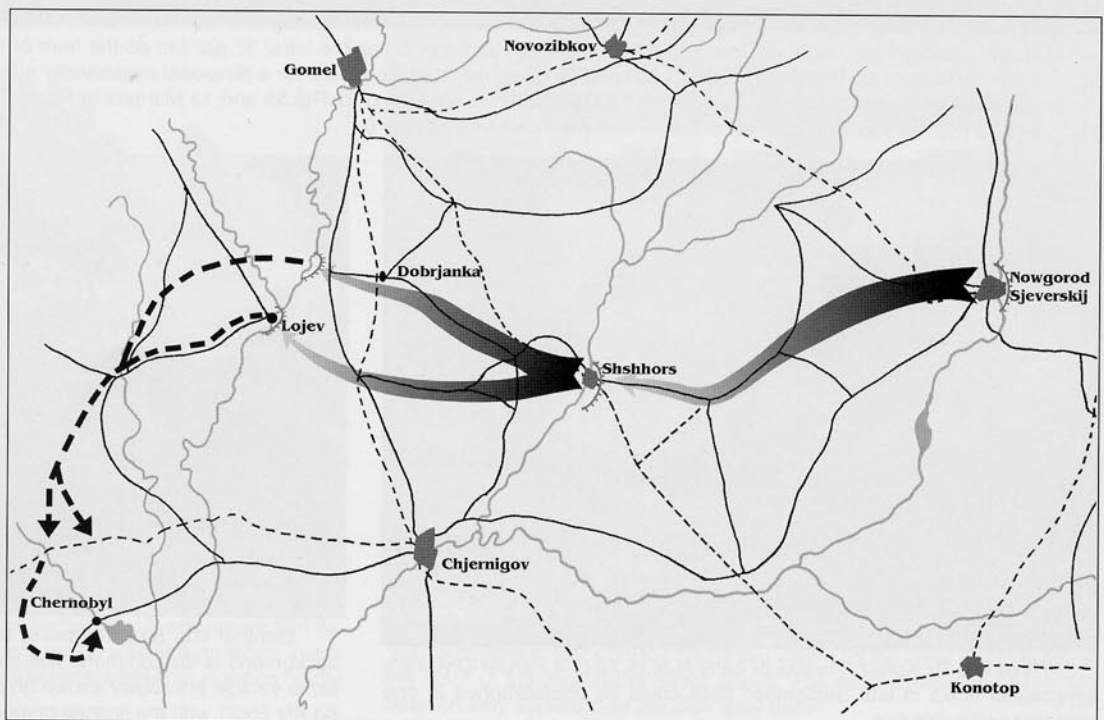 Novozibkov
Gomel
Dobrjanka
Nowgorod
Sjeverskij
Lojev
Shshhors
Chjernigov
Chernobyl
Konotop